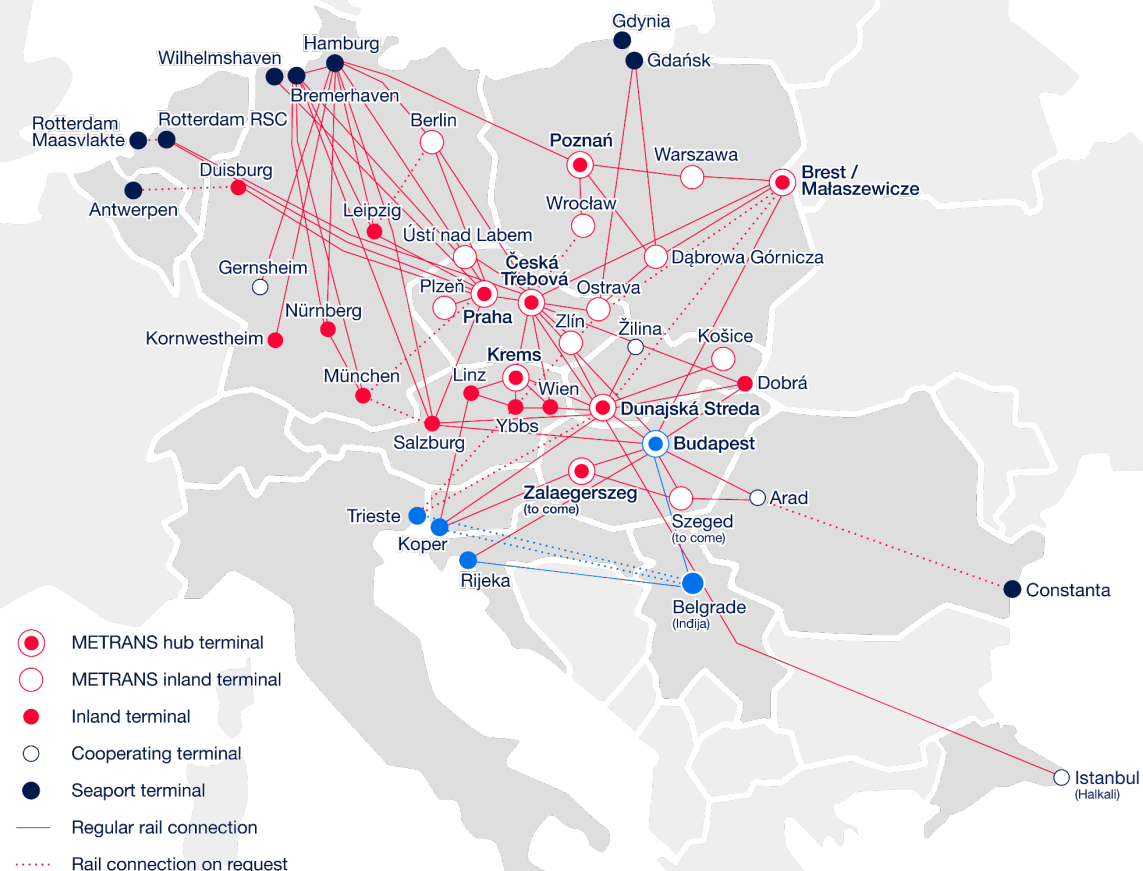 Gdynia
Hamburg
Wilhelmshaven
Gdańsk
Bremerhaven
Rotterdam
Maasvlakte
Rotterdam RSC
Berlin
Poznań
Warszawa
Duisburg
Brest /
Małaszewicze
Antwerpen
Leipzig
Wrocław
Ústí nad Labem
Dąbrowa Górnicza
Gernsheim
Česká
Třebová
Plzeň
Ostrava
Nürnberg
Praha
Zlín
Žilina
Kornwestheim
Košice
Krems
München
Linz
Wien
Dobrá
Dunajská Streda
Ybbs
Salzburg
Budapest
Zalaegerszeg
(to come)
Arad
Trieste
Szeged
(to come)
Koper
Rijeka
Constanta
Belgrade
(Inđija)
METRANS hub terminal
METRANS inland terminal
Inland terminal
Cooperating terminal
Seaport terminal
Istanbul
(Halkali)
Regular rail connection
Rail connection on request